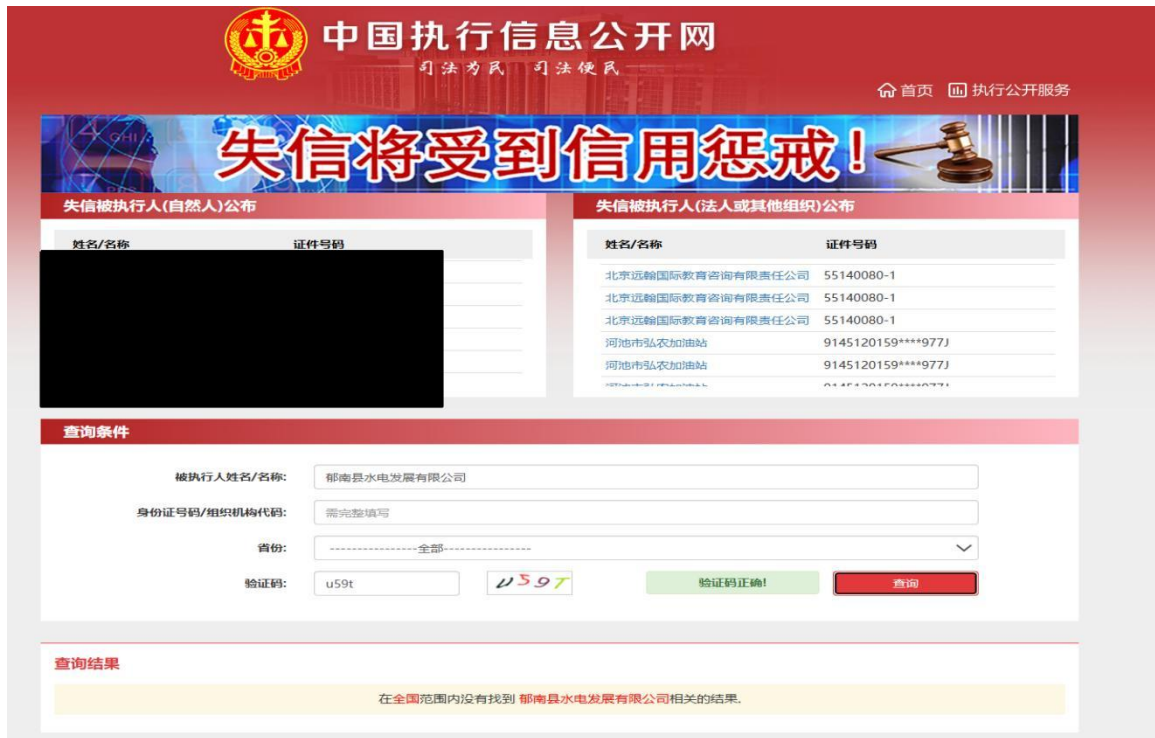 中国执行信息公开网
司法为民 司法便民
首页 执行公开服务
失信将受到信用惩戒!
失信被执行人(自然人)公布
姓名/名称 证件号码
失信被执行人(法人或其他组织)公布
姓名/名称 证件号码
北京远翰国际教育咨询有限责任公司 55140080-1
北京远翰国际教育咨询有限责任公司 55140080-1
北京远翰国际教育咨询有限责任公司 55140080-1
河池市弘农加油站 9145120159****977J
河池市弘农加油站 9145120159****977J
河池市弘农加油站 9145120159****977J
查询条件
被执行人姓名/名称: 郁南县水电发展有限公司
身份证号码/组织机构代码: 需完整填写
省份: ----------------全部----------------
验证码: u59t U59T 验证码正确! 查询
查询结果
在全国范围内没有找到 郁南县水电发展有限公司相关的结果.